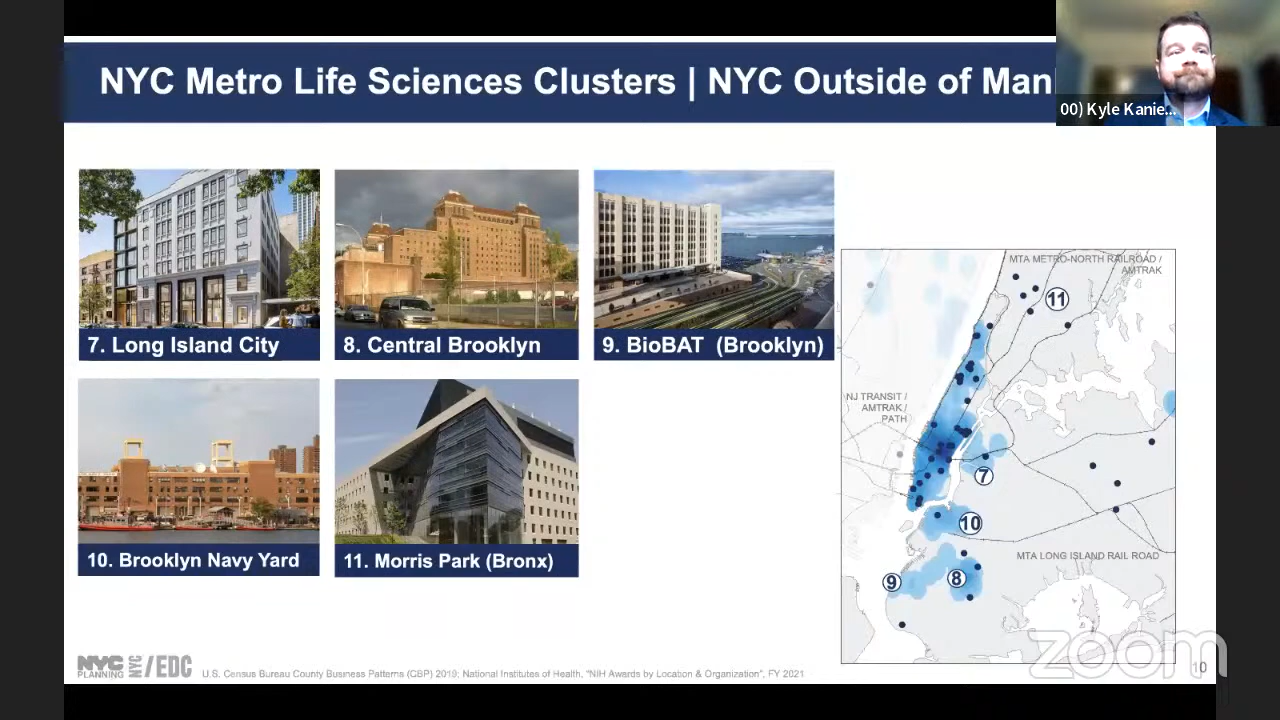 NYC Metro Life Sciences Clusters | NYC Outside of Man
00) Kyle Kanie...
7. Long Island City
8. Central Brooklyn
9. BioBAT (Brooklyn)
10. Brooklyn Navy Yard
11. Morris Park (Bronx)
MTA METRO-NORTH RAILROAD /
AMTRAK
11
NJ TRANSIT /
AMTRAK /
PATH
7
10
MTA LONG ISLAND RAIL ROAD
9
8
zoom
NYC
PLANNING
NYC
/EDC
U.S. Census Bureau County Business Patterns (CBP) 2019; National Institutes of Health, "NIH Awards by Location & Organization", FY 2021
10